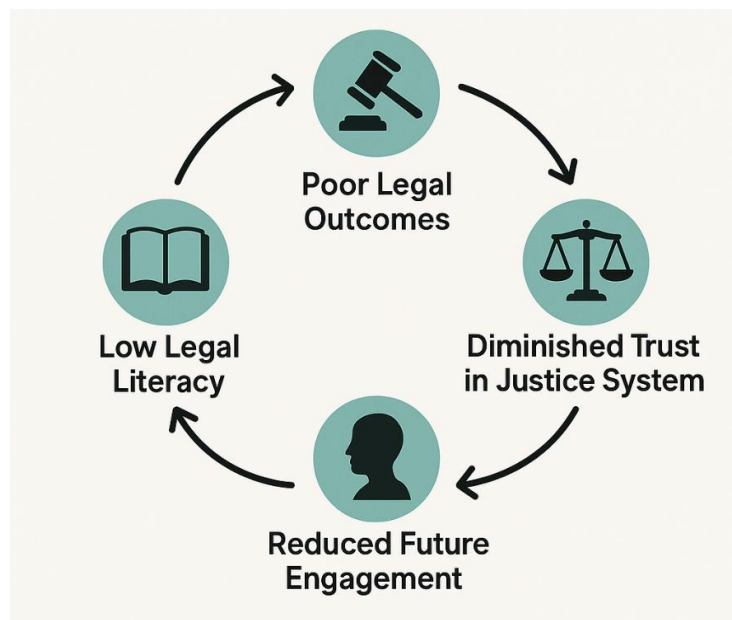 Poor Legal
Outcomes
Diminished Trust
in Justice System
Reduced Future
Engagement
Low Legal
Literacy